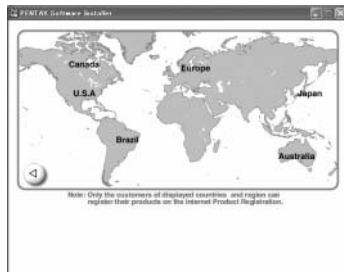 PENTAX Software Installer
Canada
Europe
U.S.A
Japan
Brazil
Australia
Note: Only the customers of displayed countries and region can
register their products on the Internet Product Registration.